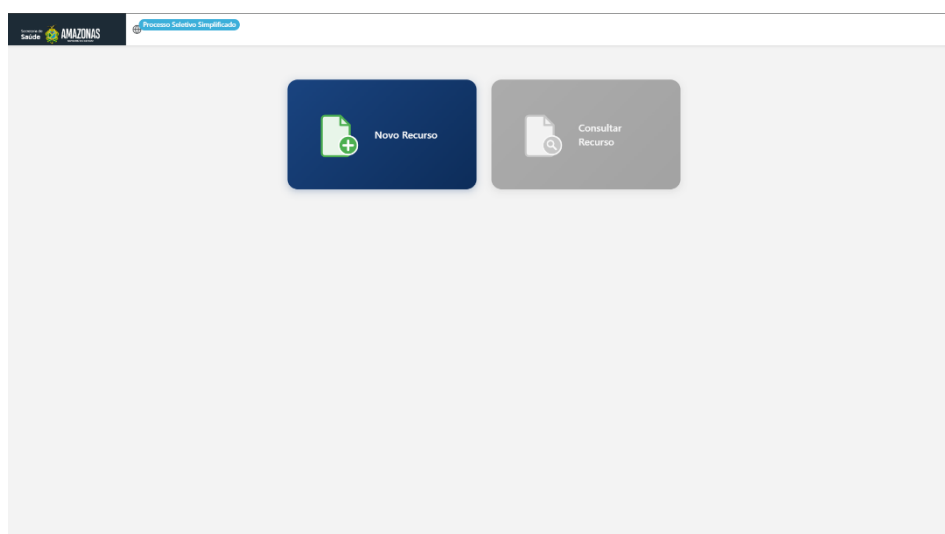 Saúde
AMAZONAS
Processo Seletivo Simplificado
Novo Recurso
Consultar
Recurso